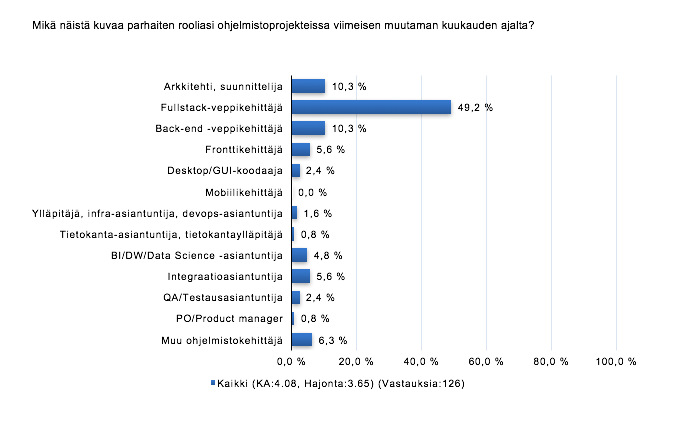 Mikä näistä kuvaa parhaiten rooliasi ohjelmistoprojekteissa viimeisen muutaman kuukauden ajalta?
Arkkitehti, suunnittelija 10,3 %
Fullstack-veppikehittäjä 49,2 %
Back-end -veppikehittäjä 10,3 %
Fronttikehittäjä 5,6 %
Desktop/GUI-koodaaja 2,4 %
Mobiilikehittäjä 0,0 %
Ylläpitäjä, infra-asiantuntija, devops-asiantuntija 1,6 %
Tietokanta-asiantuntija, tietokantaylläpitäjä 0,8 %
BI/DW/Data Science -asiantuntija 4,8 %
Integraatioasiantuntija 5,6 %
QA/Testausasiantuntija 2,4 %
PO/Product manager 0,8 %
Muu ohjelmistokehittäjä 6,3 %
0,0 % 20,0 % 40,0 % 60,0 % 80,0 % 100,0 %
Kaikki (KA:4.08, Hajonta:3.65) (Vastauksia:126)